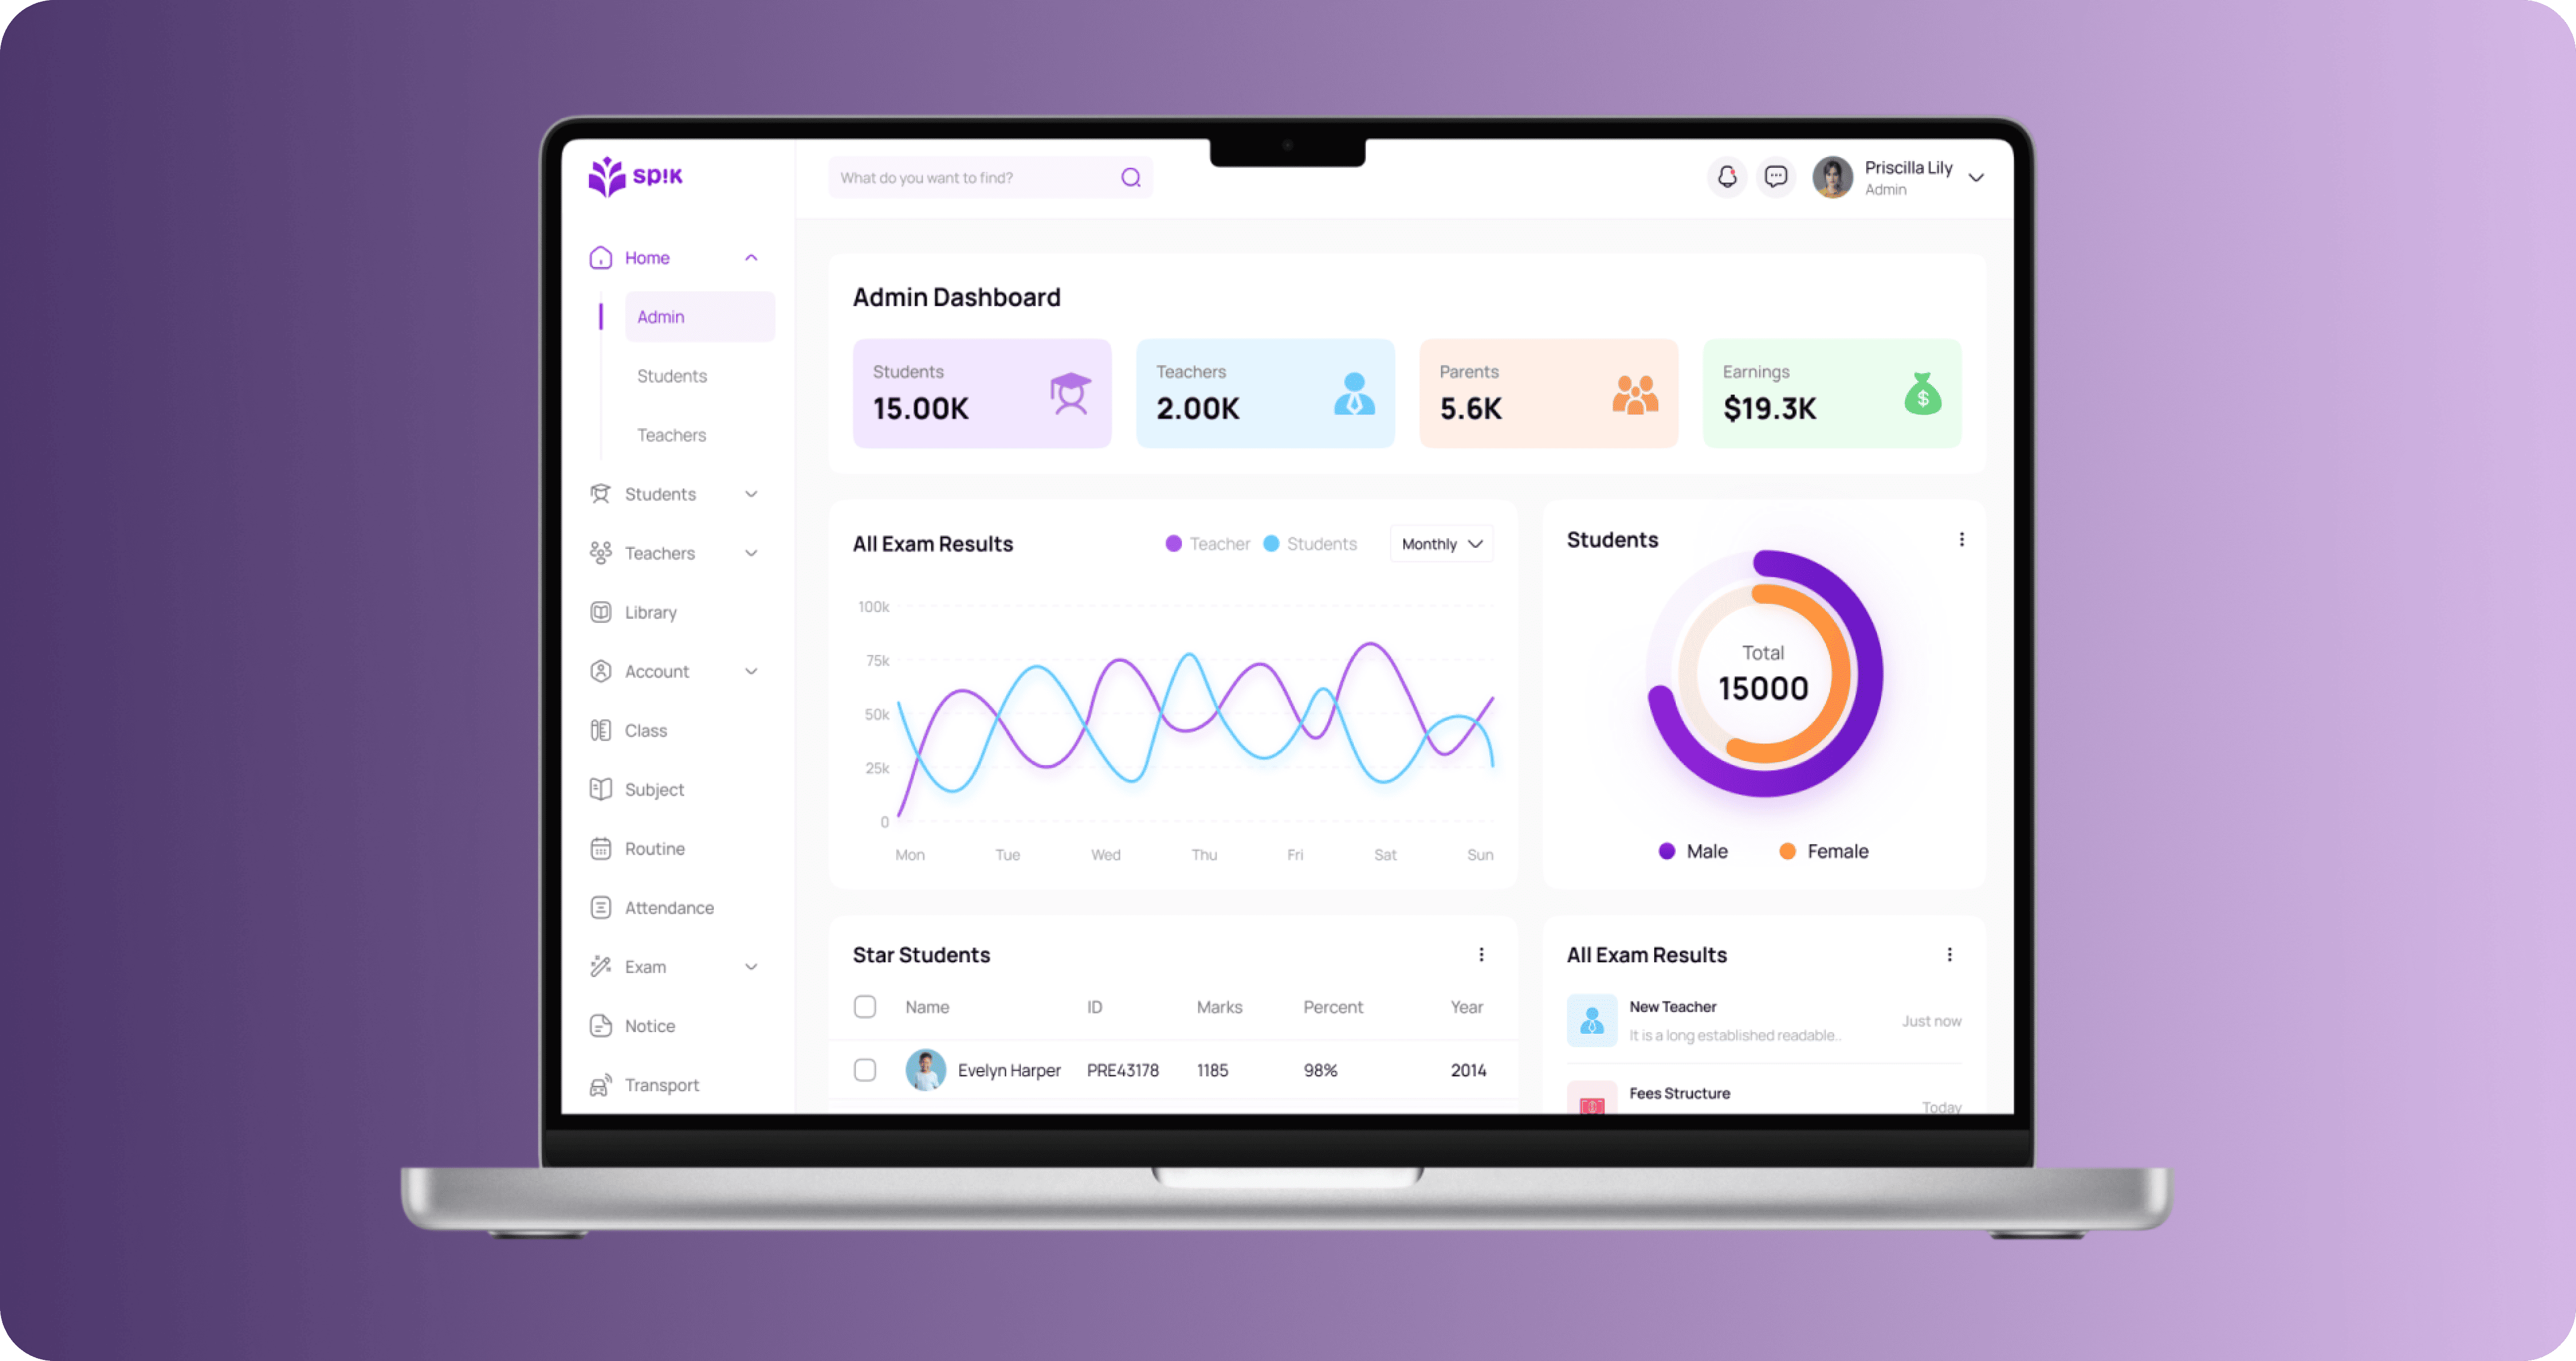 sp!k
What do you want to find?
Priscilla Lily
Admin
Home
Admin
Students
Teachers
Students
Teachers
Library
Account
Class
Subject
Routine
Attendance
Exam
Notice
Transport
Admin Dashboard
Students
15.00K
Teachers
2.00K
Parents
5.6K
Earnings
$19.3K
$
All Exam Results
Teacher
Students
Monthly
100k
75k
50k
25k
0
Mon Tue Wed Thu Fri Sat Sun
Students
Total
15000
Male
Female
Star Students
Name ID Marks Percent Year
Evelyn Harper PRE43178 1185 98% 2014
All Exam Results
New Teacher
It is a long established readable..
Just now
Fees Structure
Today